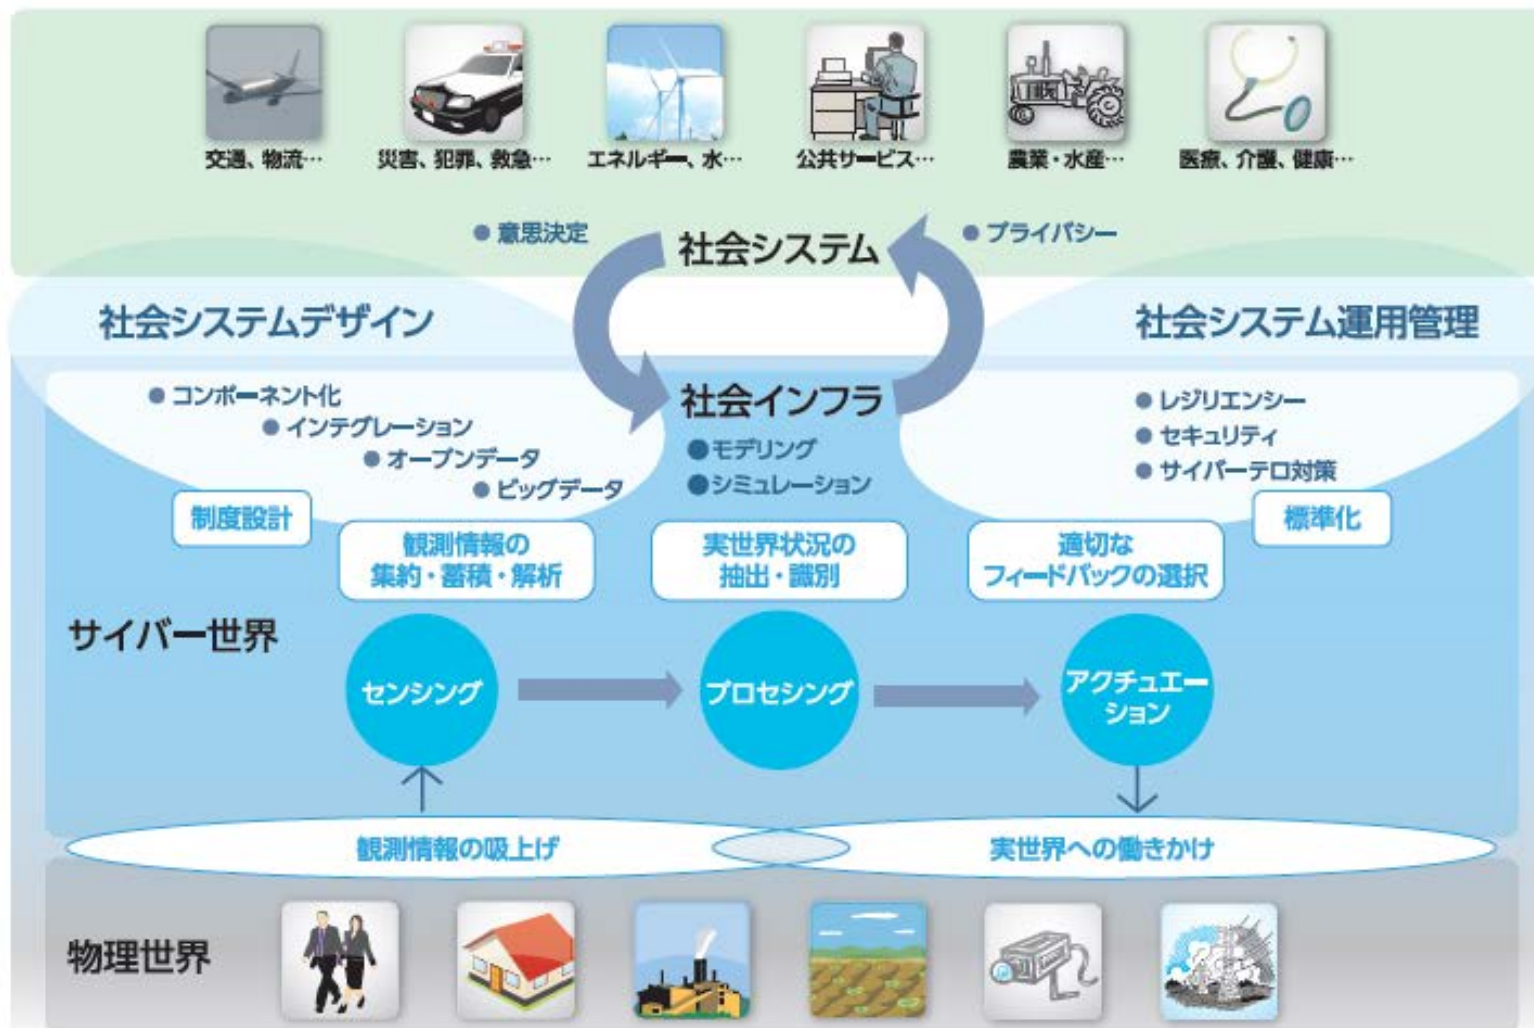 交通、物流…
災害、犯罪、救急…
エネルギー、水…
公共サービス…
農業・水産…
医療、介護、健康…
● 意思決定
社会システム
● プライバシー
社会システムデザイン
社会システム運用管理
● コンポーネント化
● インテグレーション
● オープンデータ
● ビッグデータ
社会インフラ
●モデリング
●シミュレーション
● レジリエンシー
● セキュリティ
● サイバーテロ対策
制度設計
標準化
観測情報の
集約・蓄積・解析
実世界状況の
抽出・識別
適切な
フィードバックの選択
サイバー世界
センシング
プロセシング
アクチュエー
ション
観測情報の吸上げ
実世界への働きかけ
物理世界